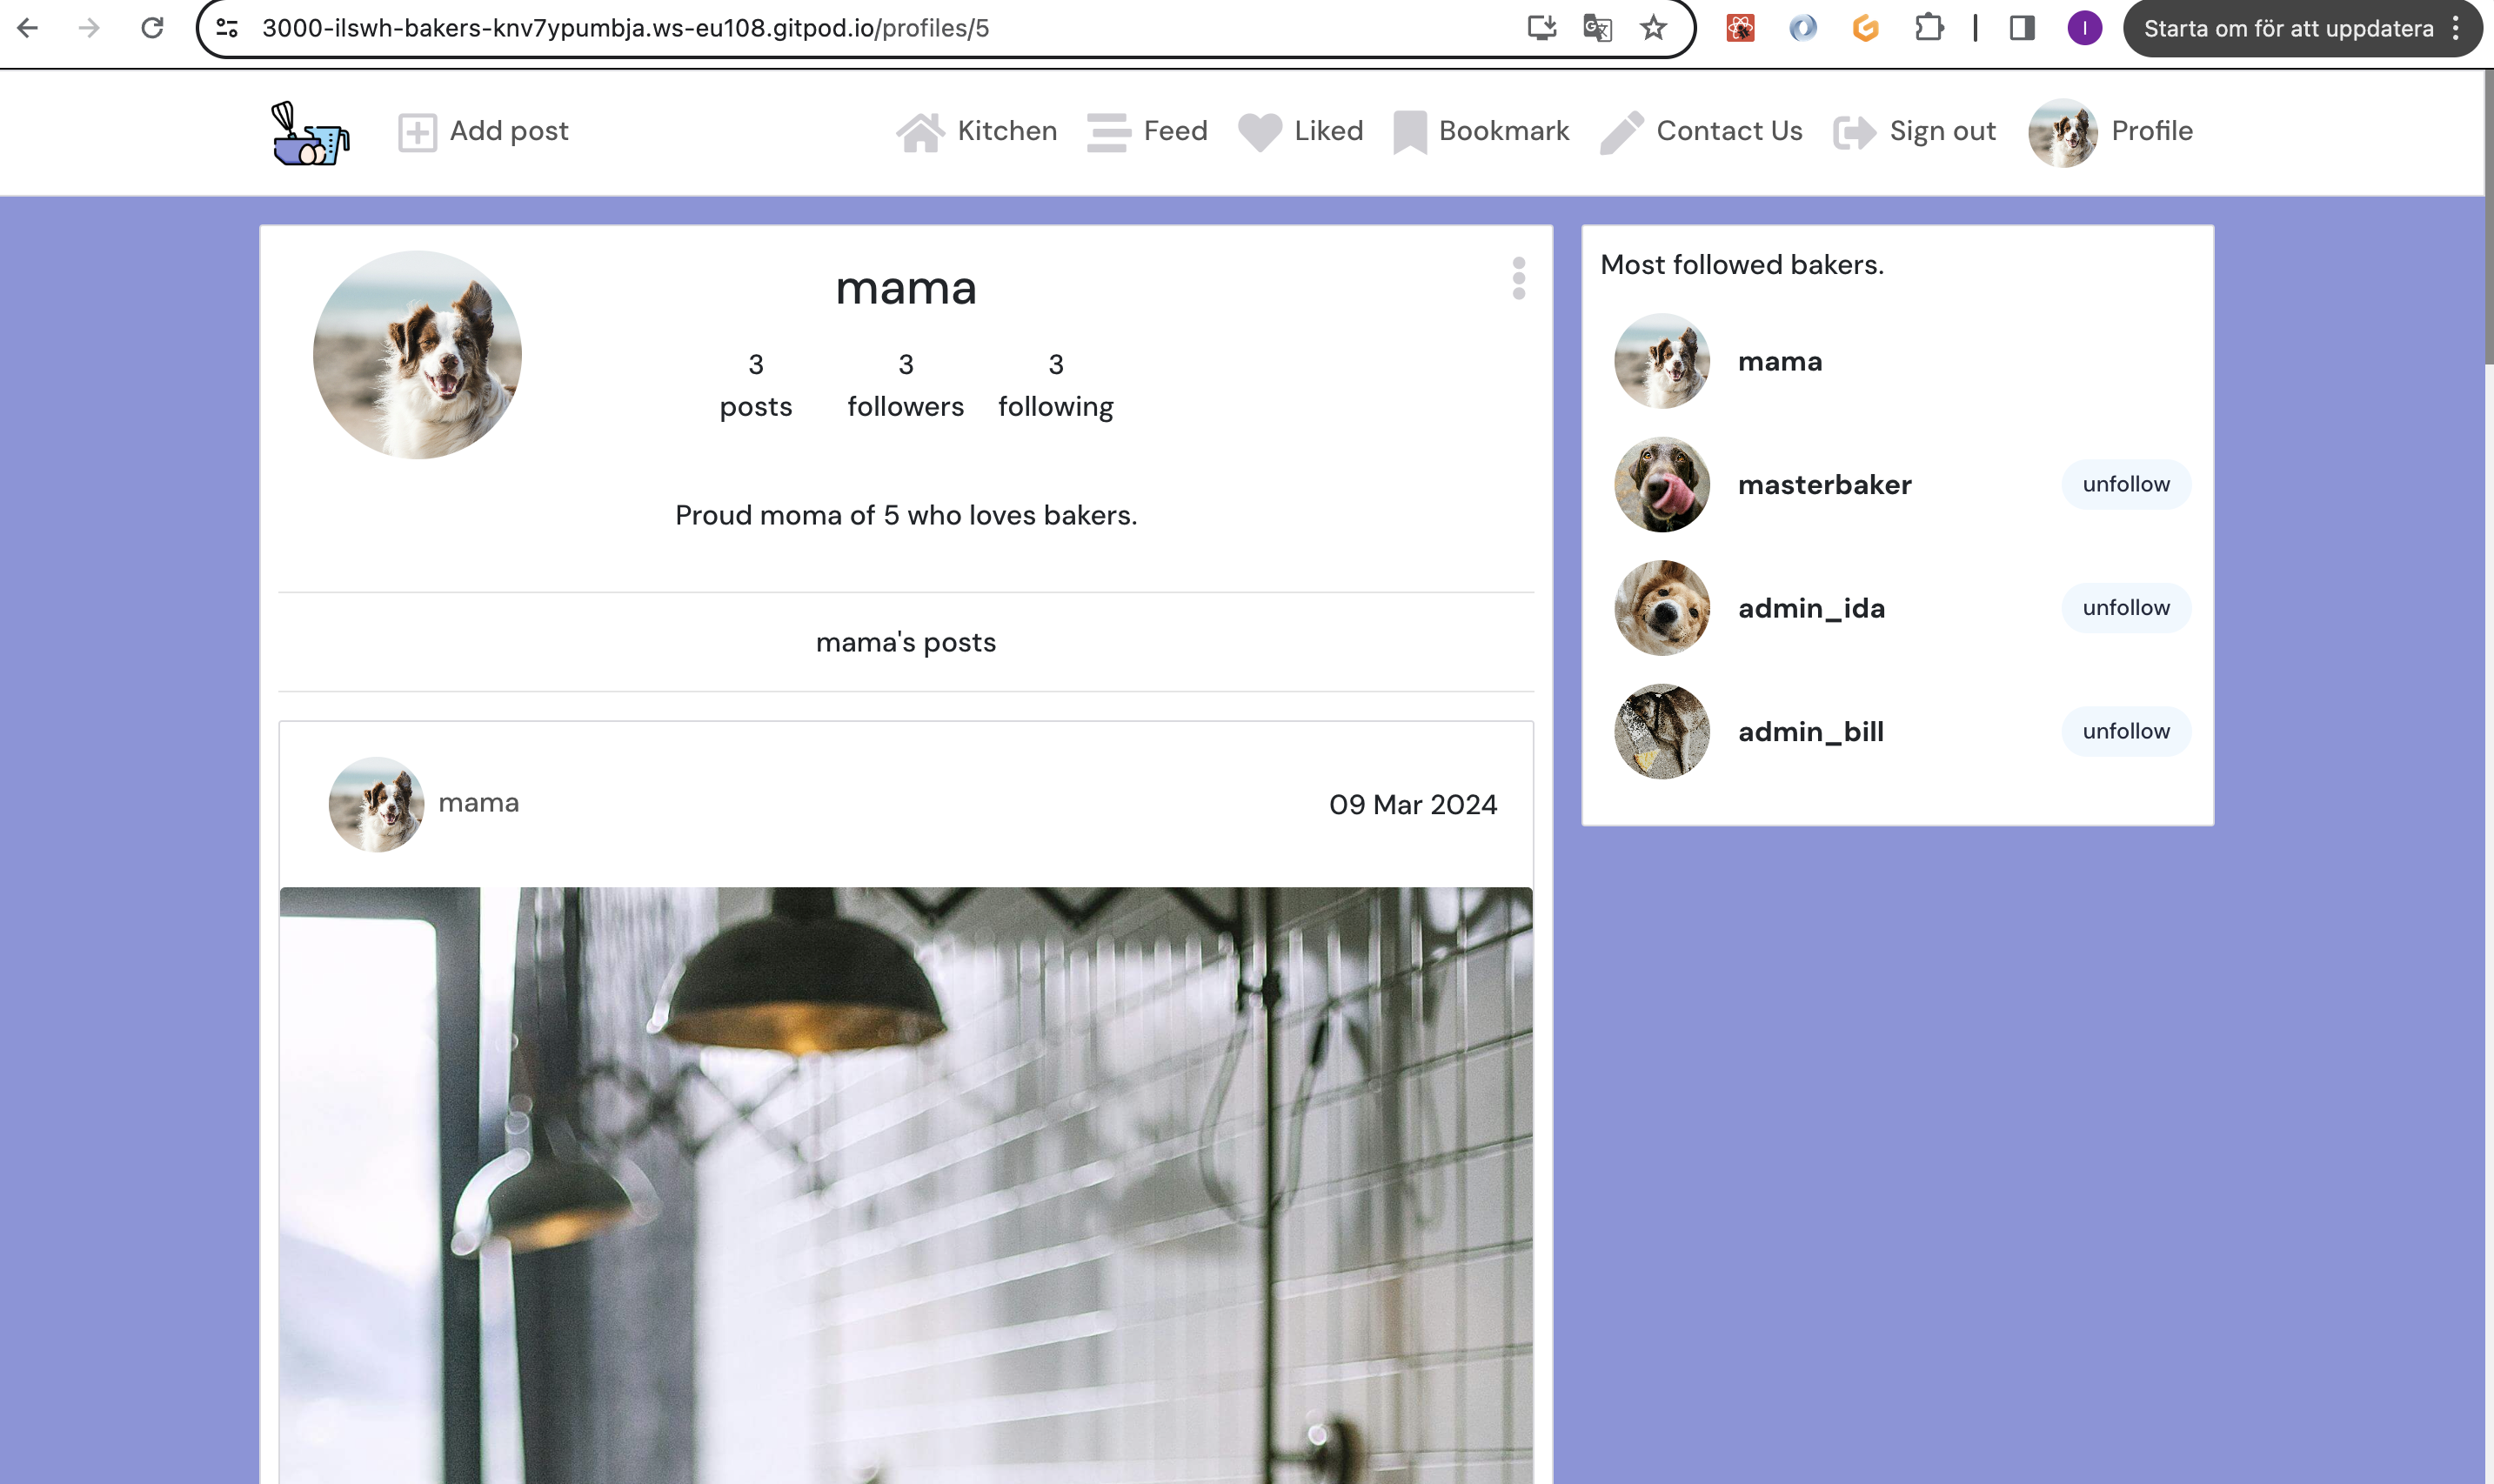 3000-ilswh-bakers-knv7ypumbja.ws-eu108.gitpod.io/profiles/5
I
Starta om för att uppdatera
Add post
Kitchen
Feed
Liked
Bookmark
Contact Us
Sign out
Profile
mama
3
3
3
posts
followers
following
Proud moma of 5 who loves bakers.
mama's posts
mama
09 Mar 2024
Most followed bakers.
mama
masterbaker
unfollow
admin_ida
unfollow
admin_bill
unfollow